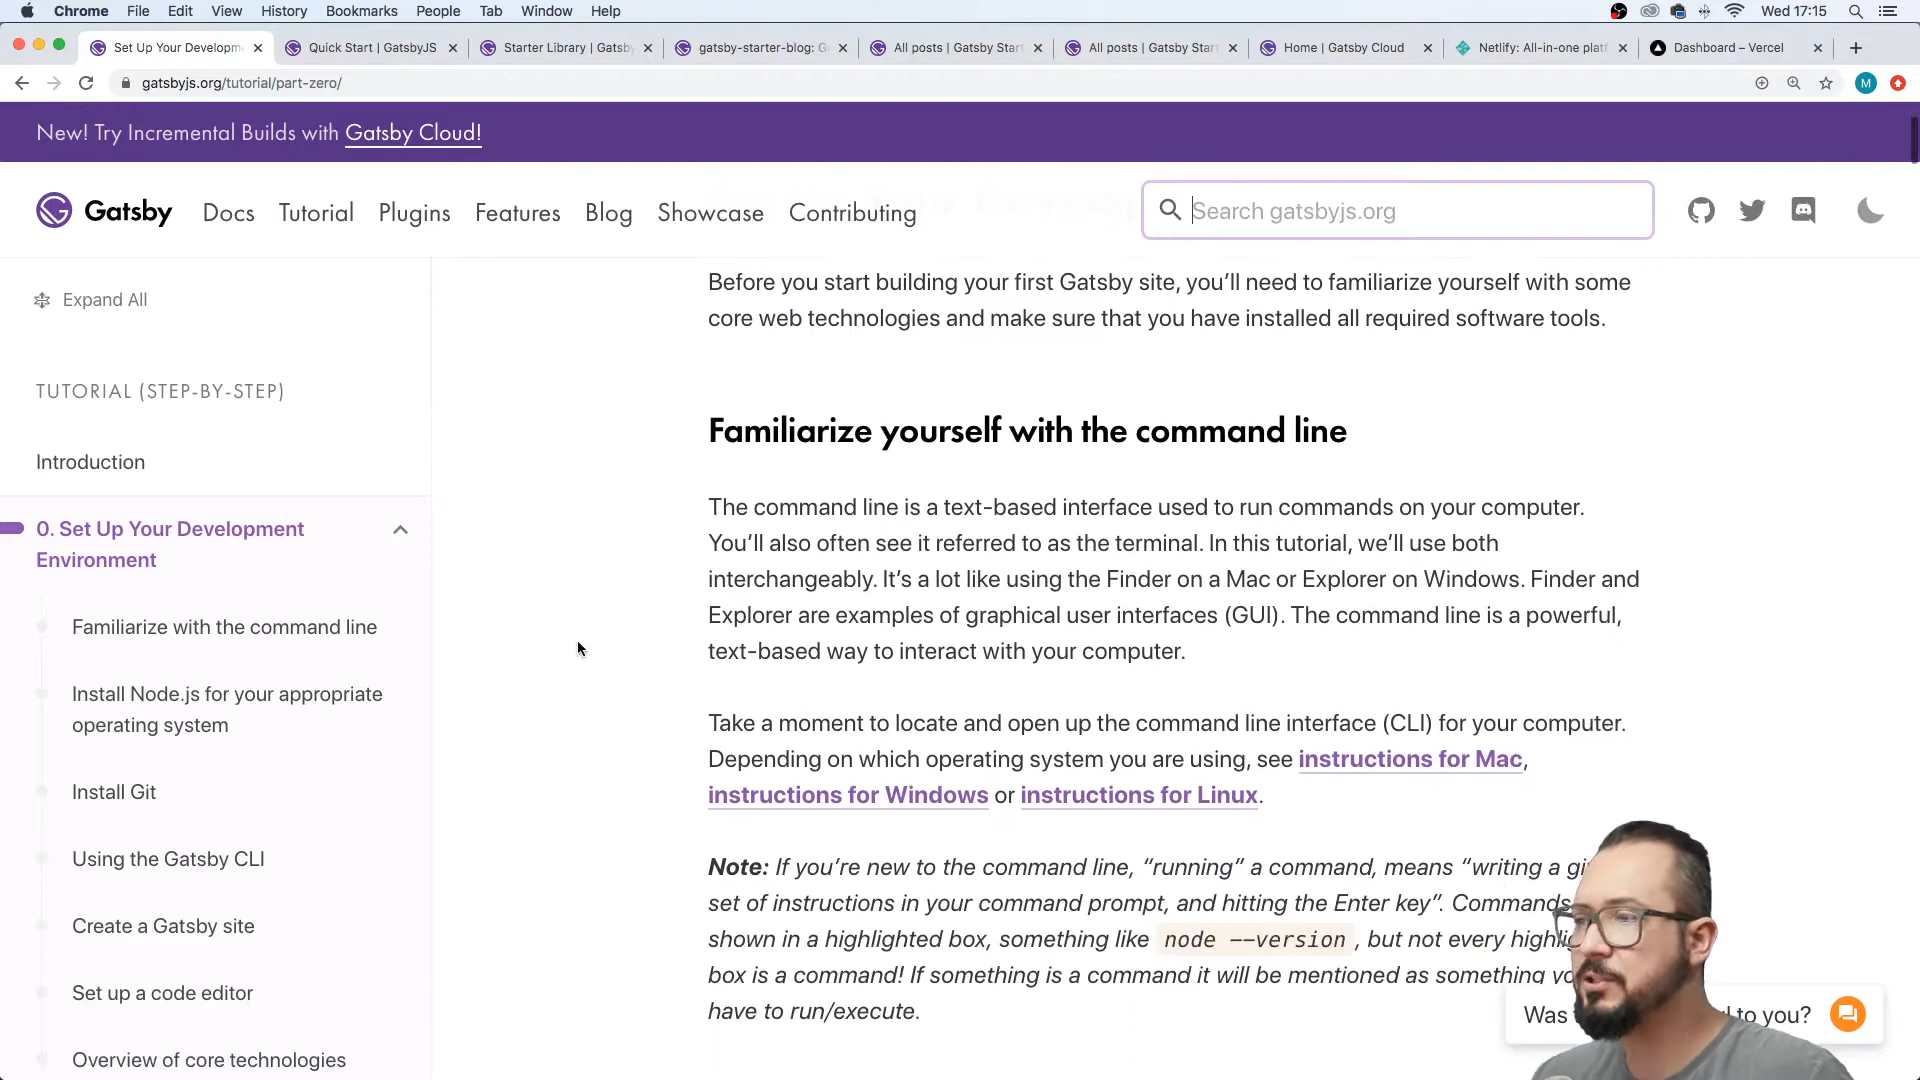 Chrome File Edit View History Bookmarks People Tab Window Help Wed 17:15
Set Up Your Developm Quick Start | GatsbyJS Starter Library | Gatsby gatsby-starter-blog: G All posts | Gatsby Star All posts | Gatsby Star Home | Gatsby Cloud Netlify: All-in-one platf Dashboard – Vercel
gatsbyjs.org/tutorial/part-zero/ M
New! Try Incremental Builds with Gatsby Cloud!
Gatsby Docs Tutorial Plugins Features Blog Showcase Contributing Search gatsbyjs.org
Expand All
TUTORIAL (STEP-BY-STEP)
Introduction
0. Set Up Your Development
Environment
Familiarize with the command line
Install Node.js for your appropriate
operating system
Install Git
Using the Gatsby CLI
Create a Gatsby site
Set up a code editor
Overview of core technologies
Before you start building your first Gatsby site, you’ll need to familiarize yourself with some
core web technologies and make sure that you have installed all required software tools.
Familiarize yourself with the command line
The command line is a text-based interface used to run commands on your computer.
You’ll also often see it referred to as the terminal. In this tutorial, we’ll use both
interchangeably. It’s a lot like using the Finder on a Mac or Explorer on Windows. Finder and
Explorer are examples of graphical user interfaces (GUI). The command line is a powerful,
text-based way to interact with your computer.
Take a moment to locate and open up the command line interface (CLI) for your computer.
Depending on which operating system you are using, see instructions for Mac,
instructions for Windows or instructions for Linux.
Note: If you’re new to the command line, “running” a command, means “writing a gi
set of instructions in your command prompt, and hitting the Enter key”. Commands
shown in a highlighted box, something like node --version , but not every highlig
box is a command! If something is a command it will be mentioned as something yo
have to run/execute.
Was to you?